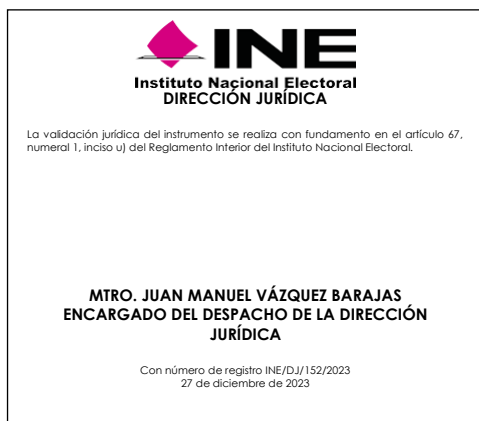 INE
Instituto Nacional Electoral
DIRECCIÓN JURÍDICA
La validación jurídica del instrumento se realiza con fundamento en el artículo 67,
numeral 1, inciso u) del Reglamento Interior del Instituto Nacional Electoral.
MTRO. JUAN MANUEL VÁZQUEZ BARAJAS
ENCARGADO DEL DESPACHO DE LA DIRECCIÓN
JURÍDICA
Con número de registro INE/DJ/152/2023
27 de diciembre de 2023